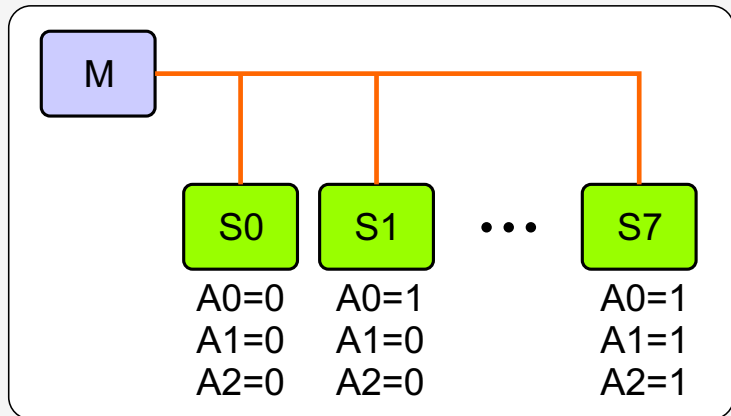 M
S0 S1 ••• S7
A0=0 A0=1 A0=1
A1=0 A1=0 A1=1
A2=0 A2=0 A2=1